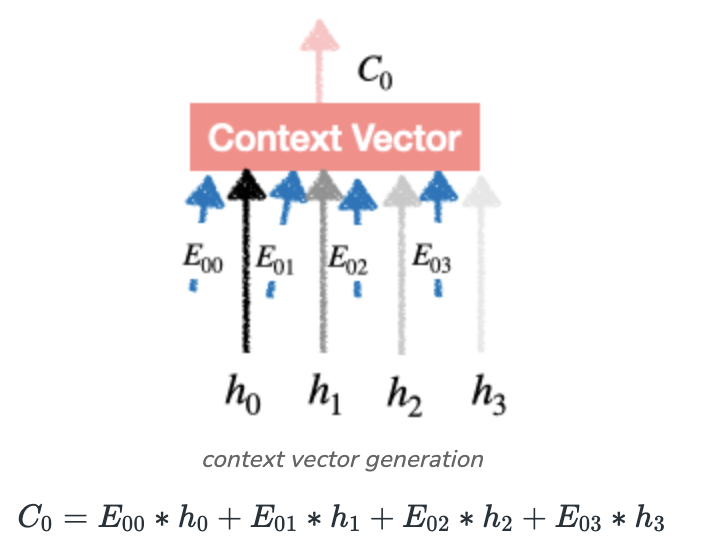 C₀
Context Vector
E₀₀ E₀₁ E₀₂ E₀₃
h₀ h₁ h₂ h₃
context vector generation
C₀ = E₀₀ * h₀ + E₀₁ * h₁ + E₀₂ * h₂ + E₀₃ * h₃